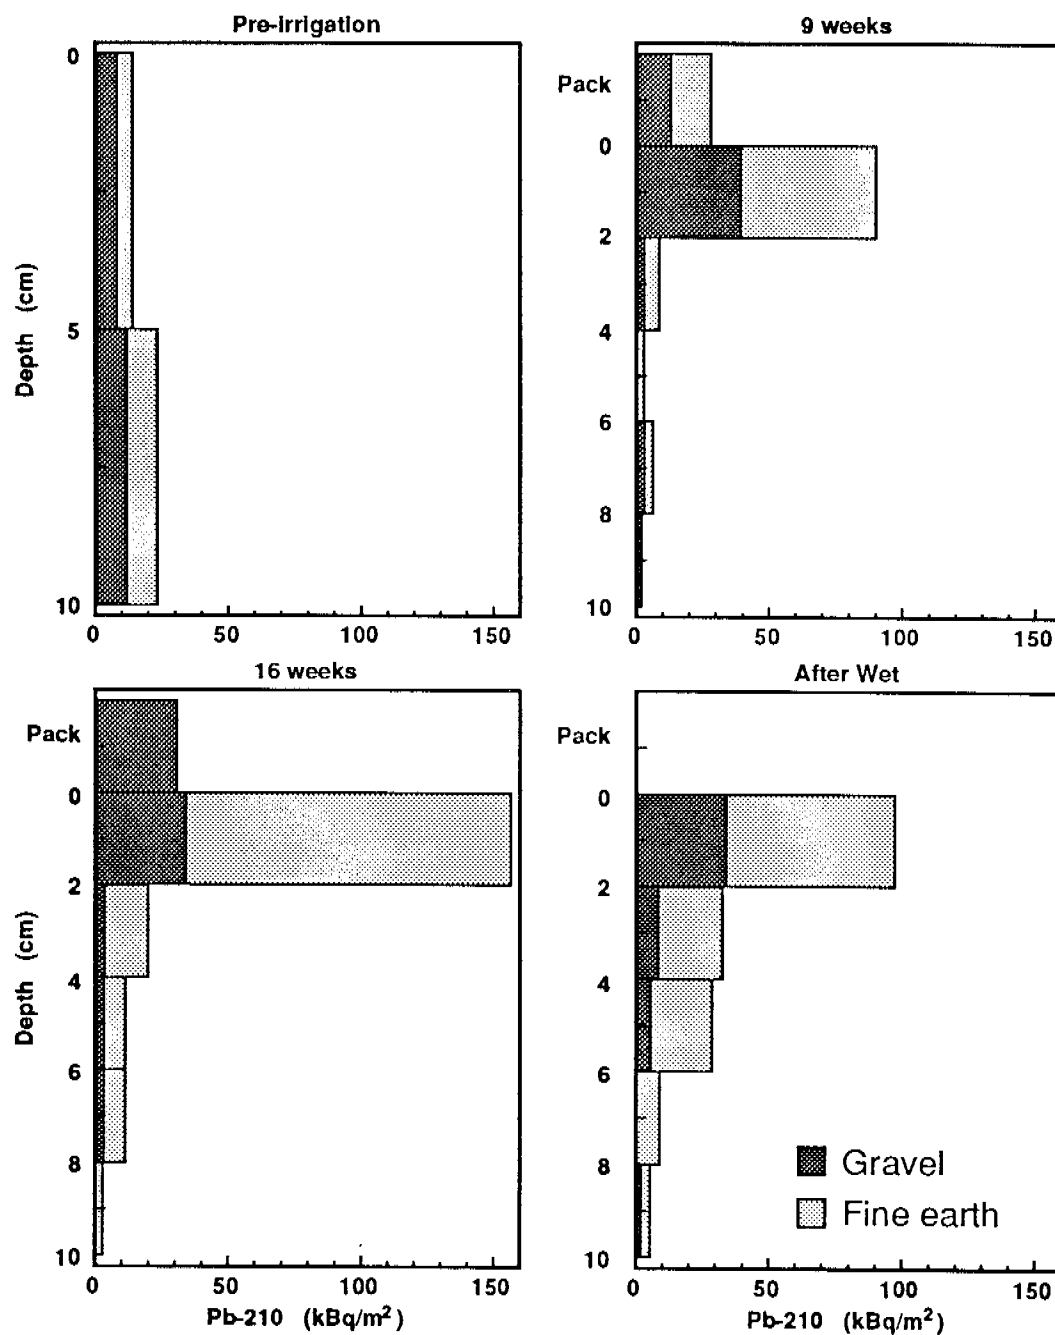 Pre-irrigation
0
5
10
Depth (cm)
0 50 100 150
9 weeks
Pack
0
2
4
6
8
10
0 50 100 150
16 weeks
Pack
0
2
4
6
8
10
Depth (cm)
0 50 100 150
Pb-210 (kBq/m²)
After Wet
Pack
0
2
4
6
8
10
Gravel
Fine earth
0 50 100 150
Pb-210 (kBq/m²)